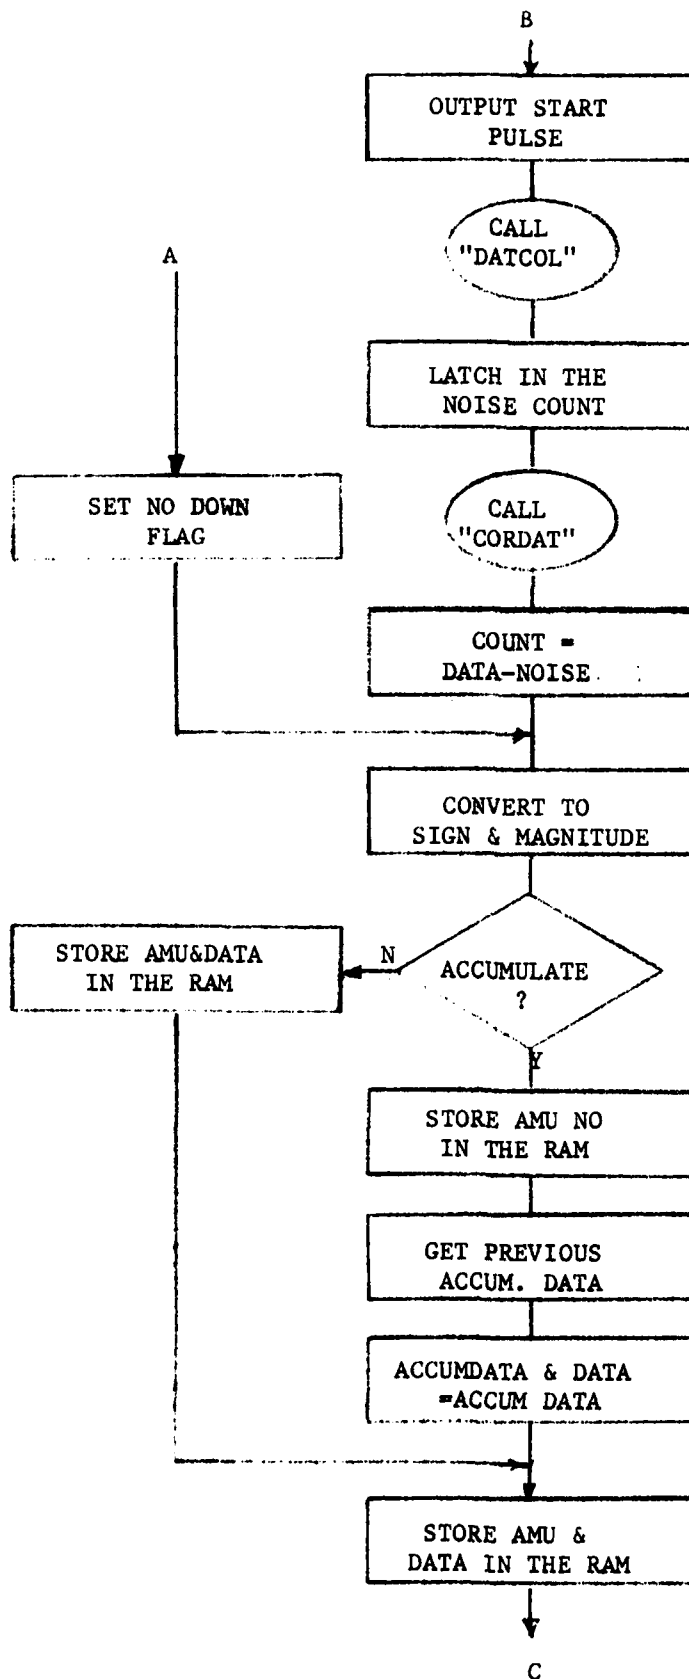 B
OUTPUT START
PULSE
CALL
"DATCOL"
A
LATCH IN THE
NOISE COUNT
SET NO DOWN
FLAG
CALL
"CORDAT"
COUNT =
DATA-NOISE
CONVERT TO
SIGN & MAGNITUDE
STORE AMU&DATA
IN THE RAM
N
ACCUMULATE
?
Y
STORE AMU NO
IN THE RAM
GET PREVIOUS
ACCUM. DATA
ACCUMDATA & DATA
=ACCUM DATA
STORE AMU &
DATA IN THE RAM
C